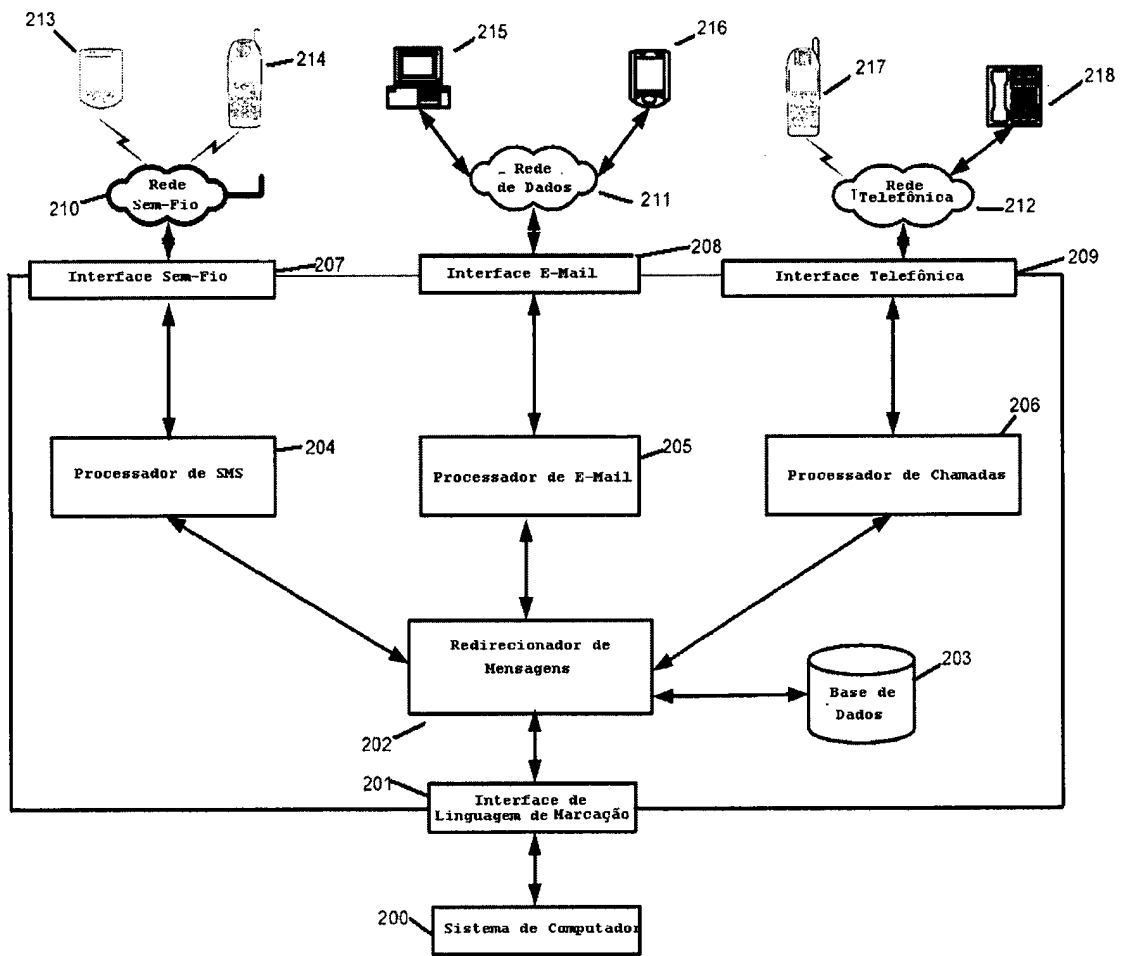 213
214
215
216
217
218
Rede
Sem-Fio
210
Rede
de Dados
211
Rede
Telefônica
212
Interface Sem-Fio
207
Interface E-Mail
208
Interface Telefônica
209
Processador de SMS
204
Processador de E-Mail
205
Processador de Chamadas
206
Redirecionador de
Mensagens
202
Base de
Dados
203
201
Interface de
Linguagem de Marcação
200
Sistema de Computador